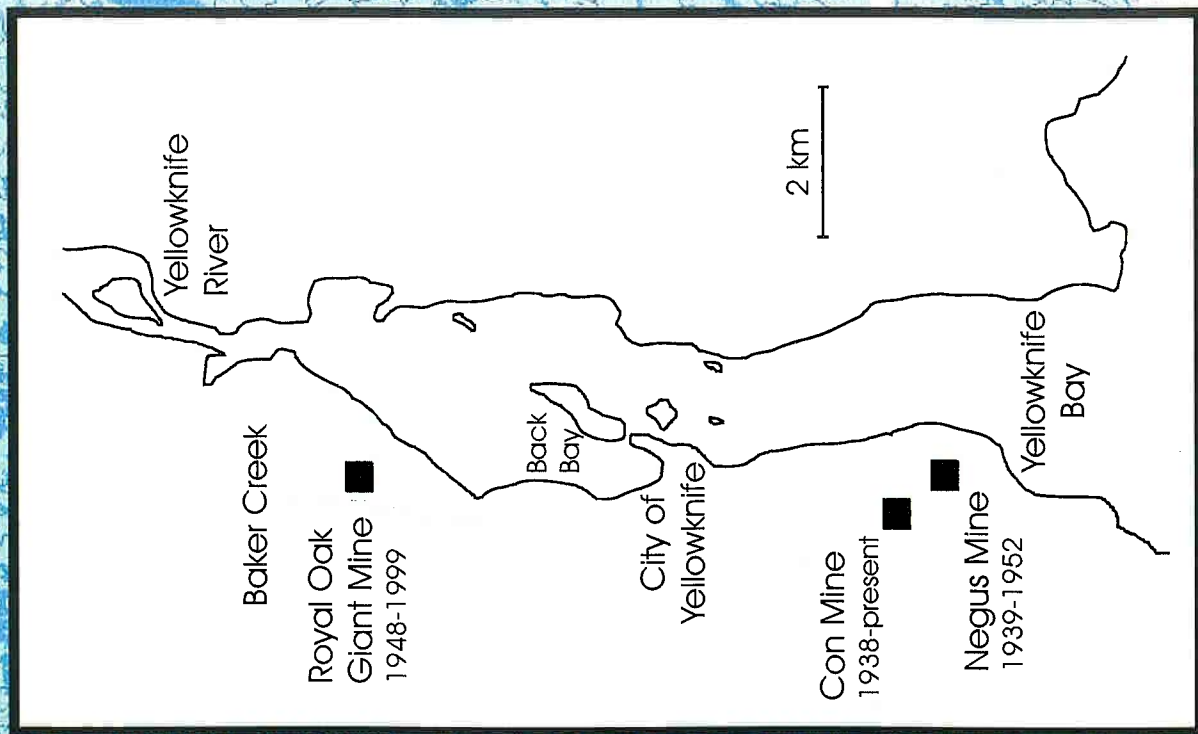 Yellowknife
River
Baker Creek
Royal Oak
Giant Mine
1948-1999
Back
Bay
City of
Yellowknife
2 km
Con Mine
1938-present
Negus Mine
1939-1952
Yellowknife
Bay